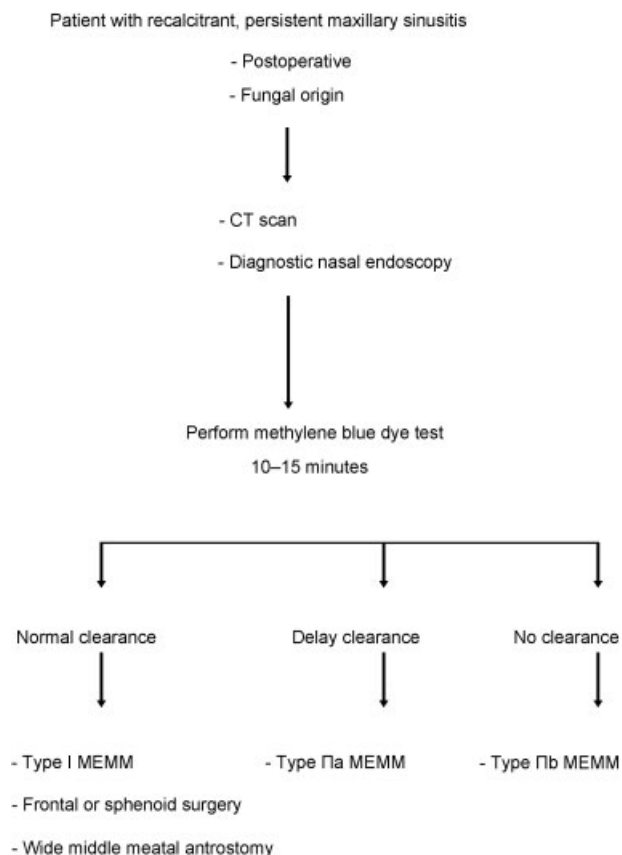 Patient with recalcitrant, persistent maxillary sinusitis
- Postoperative
- Fungal origin
- CT scan
- Diagnostic nasal endoscopy
Perform methylene blue dye test
10–15 minutes
Normal clearance
Delay clearance
No clearance
- Type I MEMM
- Type Πa MEMM
- Type Πb MEMM
- Frontal or sphenoid surgery
- Wide middle meatal antrostomy